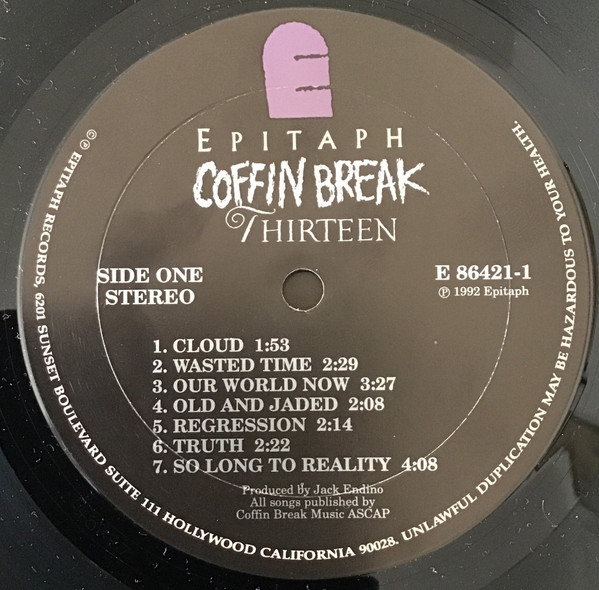 E
EPITAPH
COFFIN BREAK
THIRTEEN
SIDE ONE
STEREO
E 86421-1
℗ 1992 Epitaph
1. CLOUD 1:53
2. WASTED TIME 2:29
3. OUR WORLD NOW 3:27
4. OLD AND JADED 2:08
5. REGRESSION 2:14
6. TRUTH 2:22
7. SO LONG TO REALITY 4:08
Produced by Jack Endino
All songs published by
Coffin Break Music ASCAP
©℗ EPITAPH RECORDS, 6201 SUNSET BOULEVARD SUITE 111 HOLLYWOOD CALIFORNIA 90028. UNLAWFUL DUPLICATION MAY BE HAZARDOUS TO YOUR HEALTH.